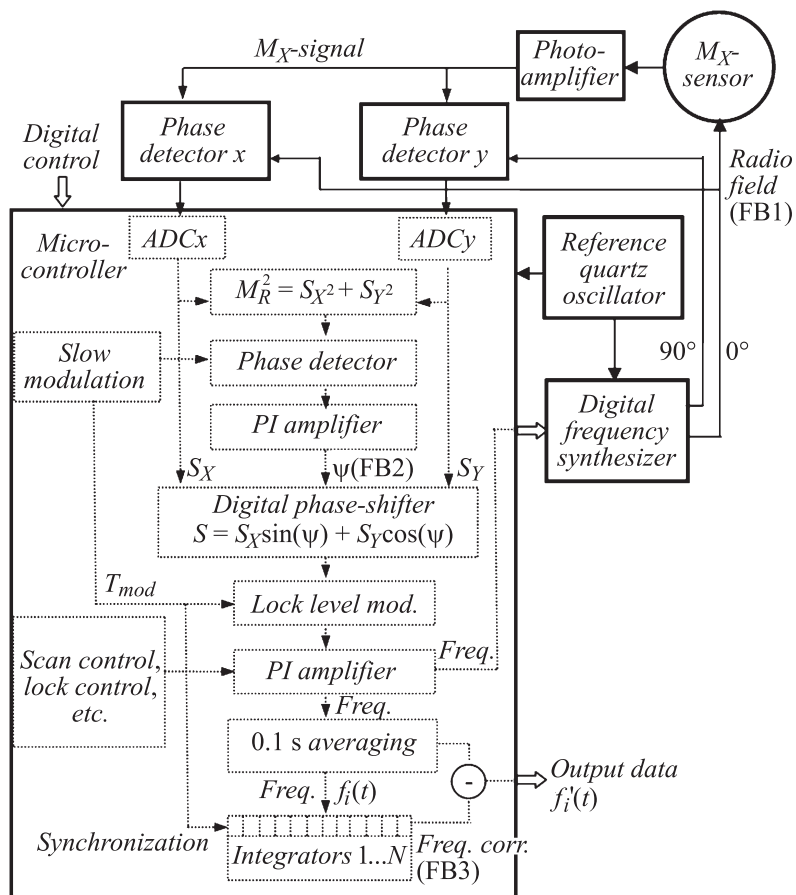 M_X-signal
Photo-
amplifier
M_X-
sensor
Digital
control
Phase
detector x
Phase
detector y
Radio
field
(FB1)
Micro-
controller
ADCx
ADCy
Reference
quartz
oscillator
M_R^2 = S_X^2 + S_Y^2
Slow
modulation
Phase detector
90°
0°
PI amplifier
Digital
frequency
synthesizer
S_X
ψ(FB2)
S_Y
Digital phase-shifter
S = S_X sin(ψ) + S_Y cos(ψ)
T_mod
Lock level mod.
Scan control,
lock control,
etc.
PI amplifier
Freq.
Freq.
0.1 s averaging
-
Output data
f_i'(t)
Freq.
f_i(t)
Synchronization
Integrators 1...N
Freq. corr.
(FB3)